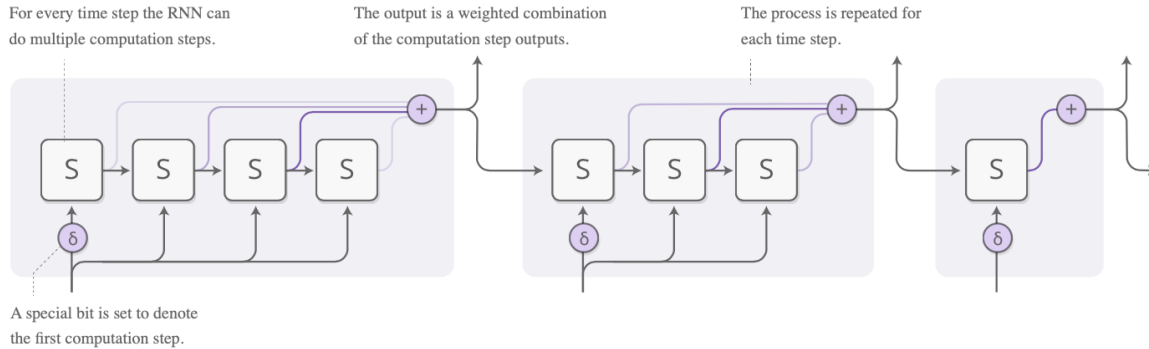 For every time step the RNN can
do multiple computation steps.
The output is a weighted combination
of the computation step outputs.
The process is repeated for
each time step.
+
+
+
S
S
S
S
S
S
S
S
δ
δ
δ
A special bit is set to denote
the first computation step.